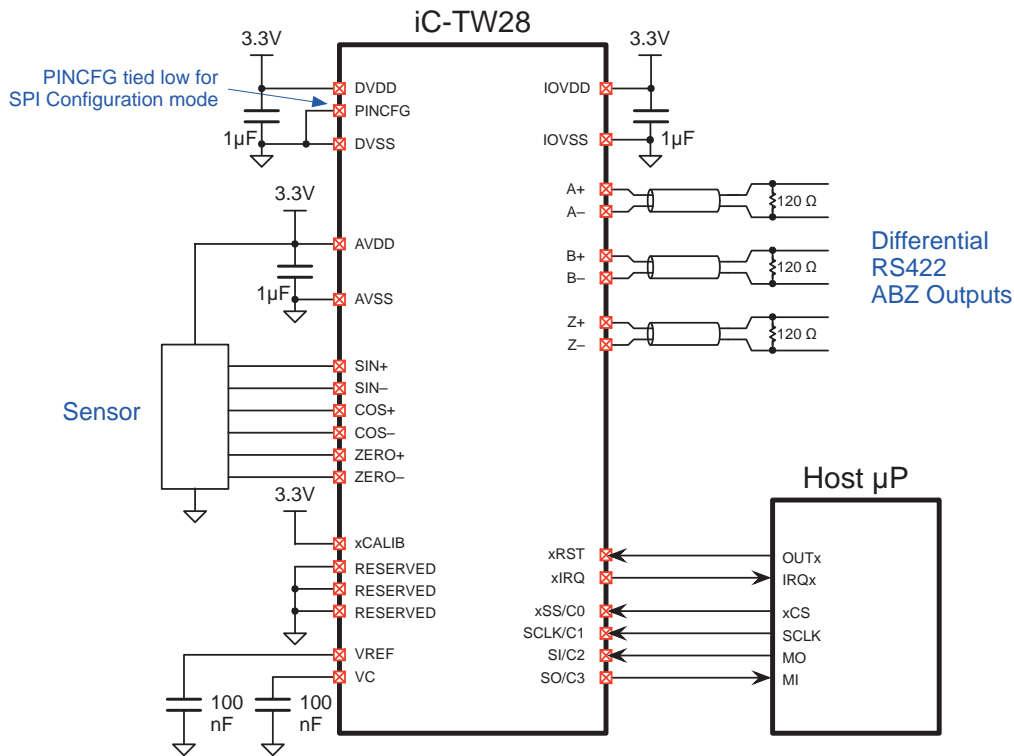 iC-TW28
3.3V
PINCFG tied low for
SPI Configuration mode
1µF
DVDD
PINCFG
DVSS
3.3V
1µF
AVDD
AVSS
Sensor
SIN+
SIN–
COS+
COS–
ZERO+
ZERO–
3.3V
xCALIB
RESERVED
RESERVED
RESERVED
VREF
VC
100
nF
100
nF
3.3V
IOVDD
IOVSS
1µF
A+
A–
120 Ω
B+
B–
120 Ω
Z+
Z–
120 Ω
Differential
RS422
ABZ Outputs
Host µP
xRST
xIRQ
xSS/C0
SCLK/C1
SI/C2
SO/C3
OUTx
IRQx
xCS
SCLK
MO
MI